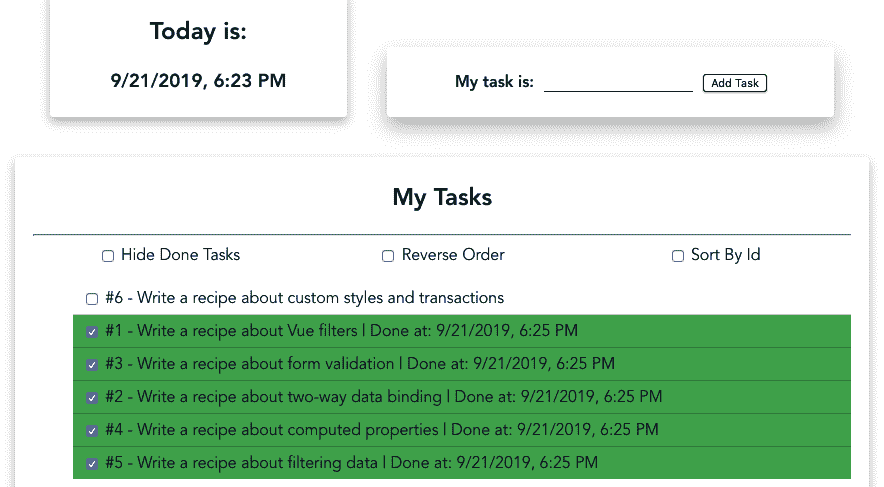 Today is:
9/21/2019, 6:23 PM
My task is:
Add Task
My Tasks
Hide Done Tasks
Reverse Order
Sort By Id
#6 - Write a recipe about custom styles and transactions
#1 - Write a recipe about Vue filters | Done at: 9/21/2019, 6:25 PM
#3 - Write a recipe about form validation | Done at: 9/21/2019, 6:25 PM
#2 - Write a recipe about two-way data binding | Done at: 9/21/2019, 6:25 PM
#4 - Write a recipe about computed properties | Done at: 9/21/2019, 6:25 PM
#5 - Write a recipe about filtering data | Done at: 9/21/2019, 6:25 PM